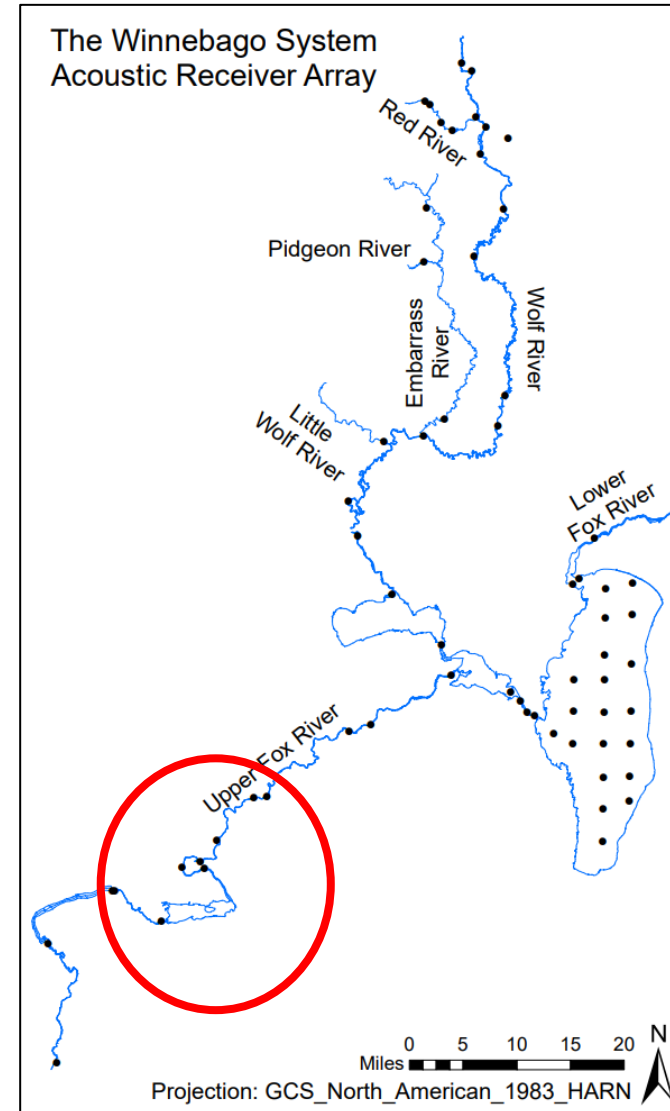 The Winnebago System
Acoustic Receiver Array
Red River
Pidgeon River
Embarrass
River
Wolf River
Little
Wolf River
Lower
Fox River
Upper Fox River
N
0 5 10 20
Miles
Projection: GCS_North_American_1983_HARN